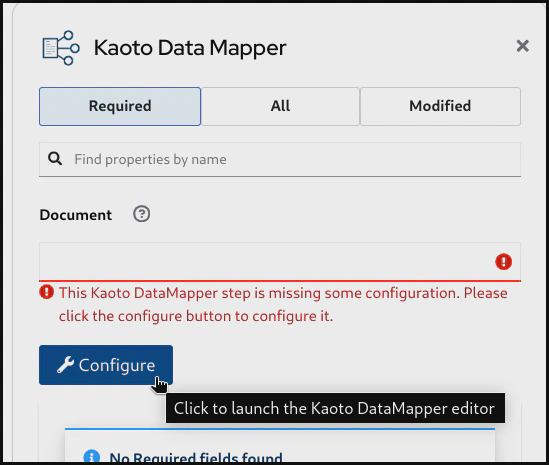 Kaoto Data Mapper
Required
All
Modified
Find properties by name
Document
This Kaoto DataMapper step is missing some configuration. Please
click the configure button to configure it.
Configure
Click to launch the Kaoto DataMapper editor
No Required fields found